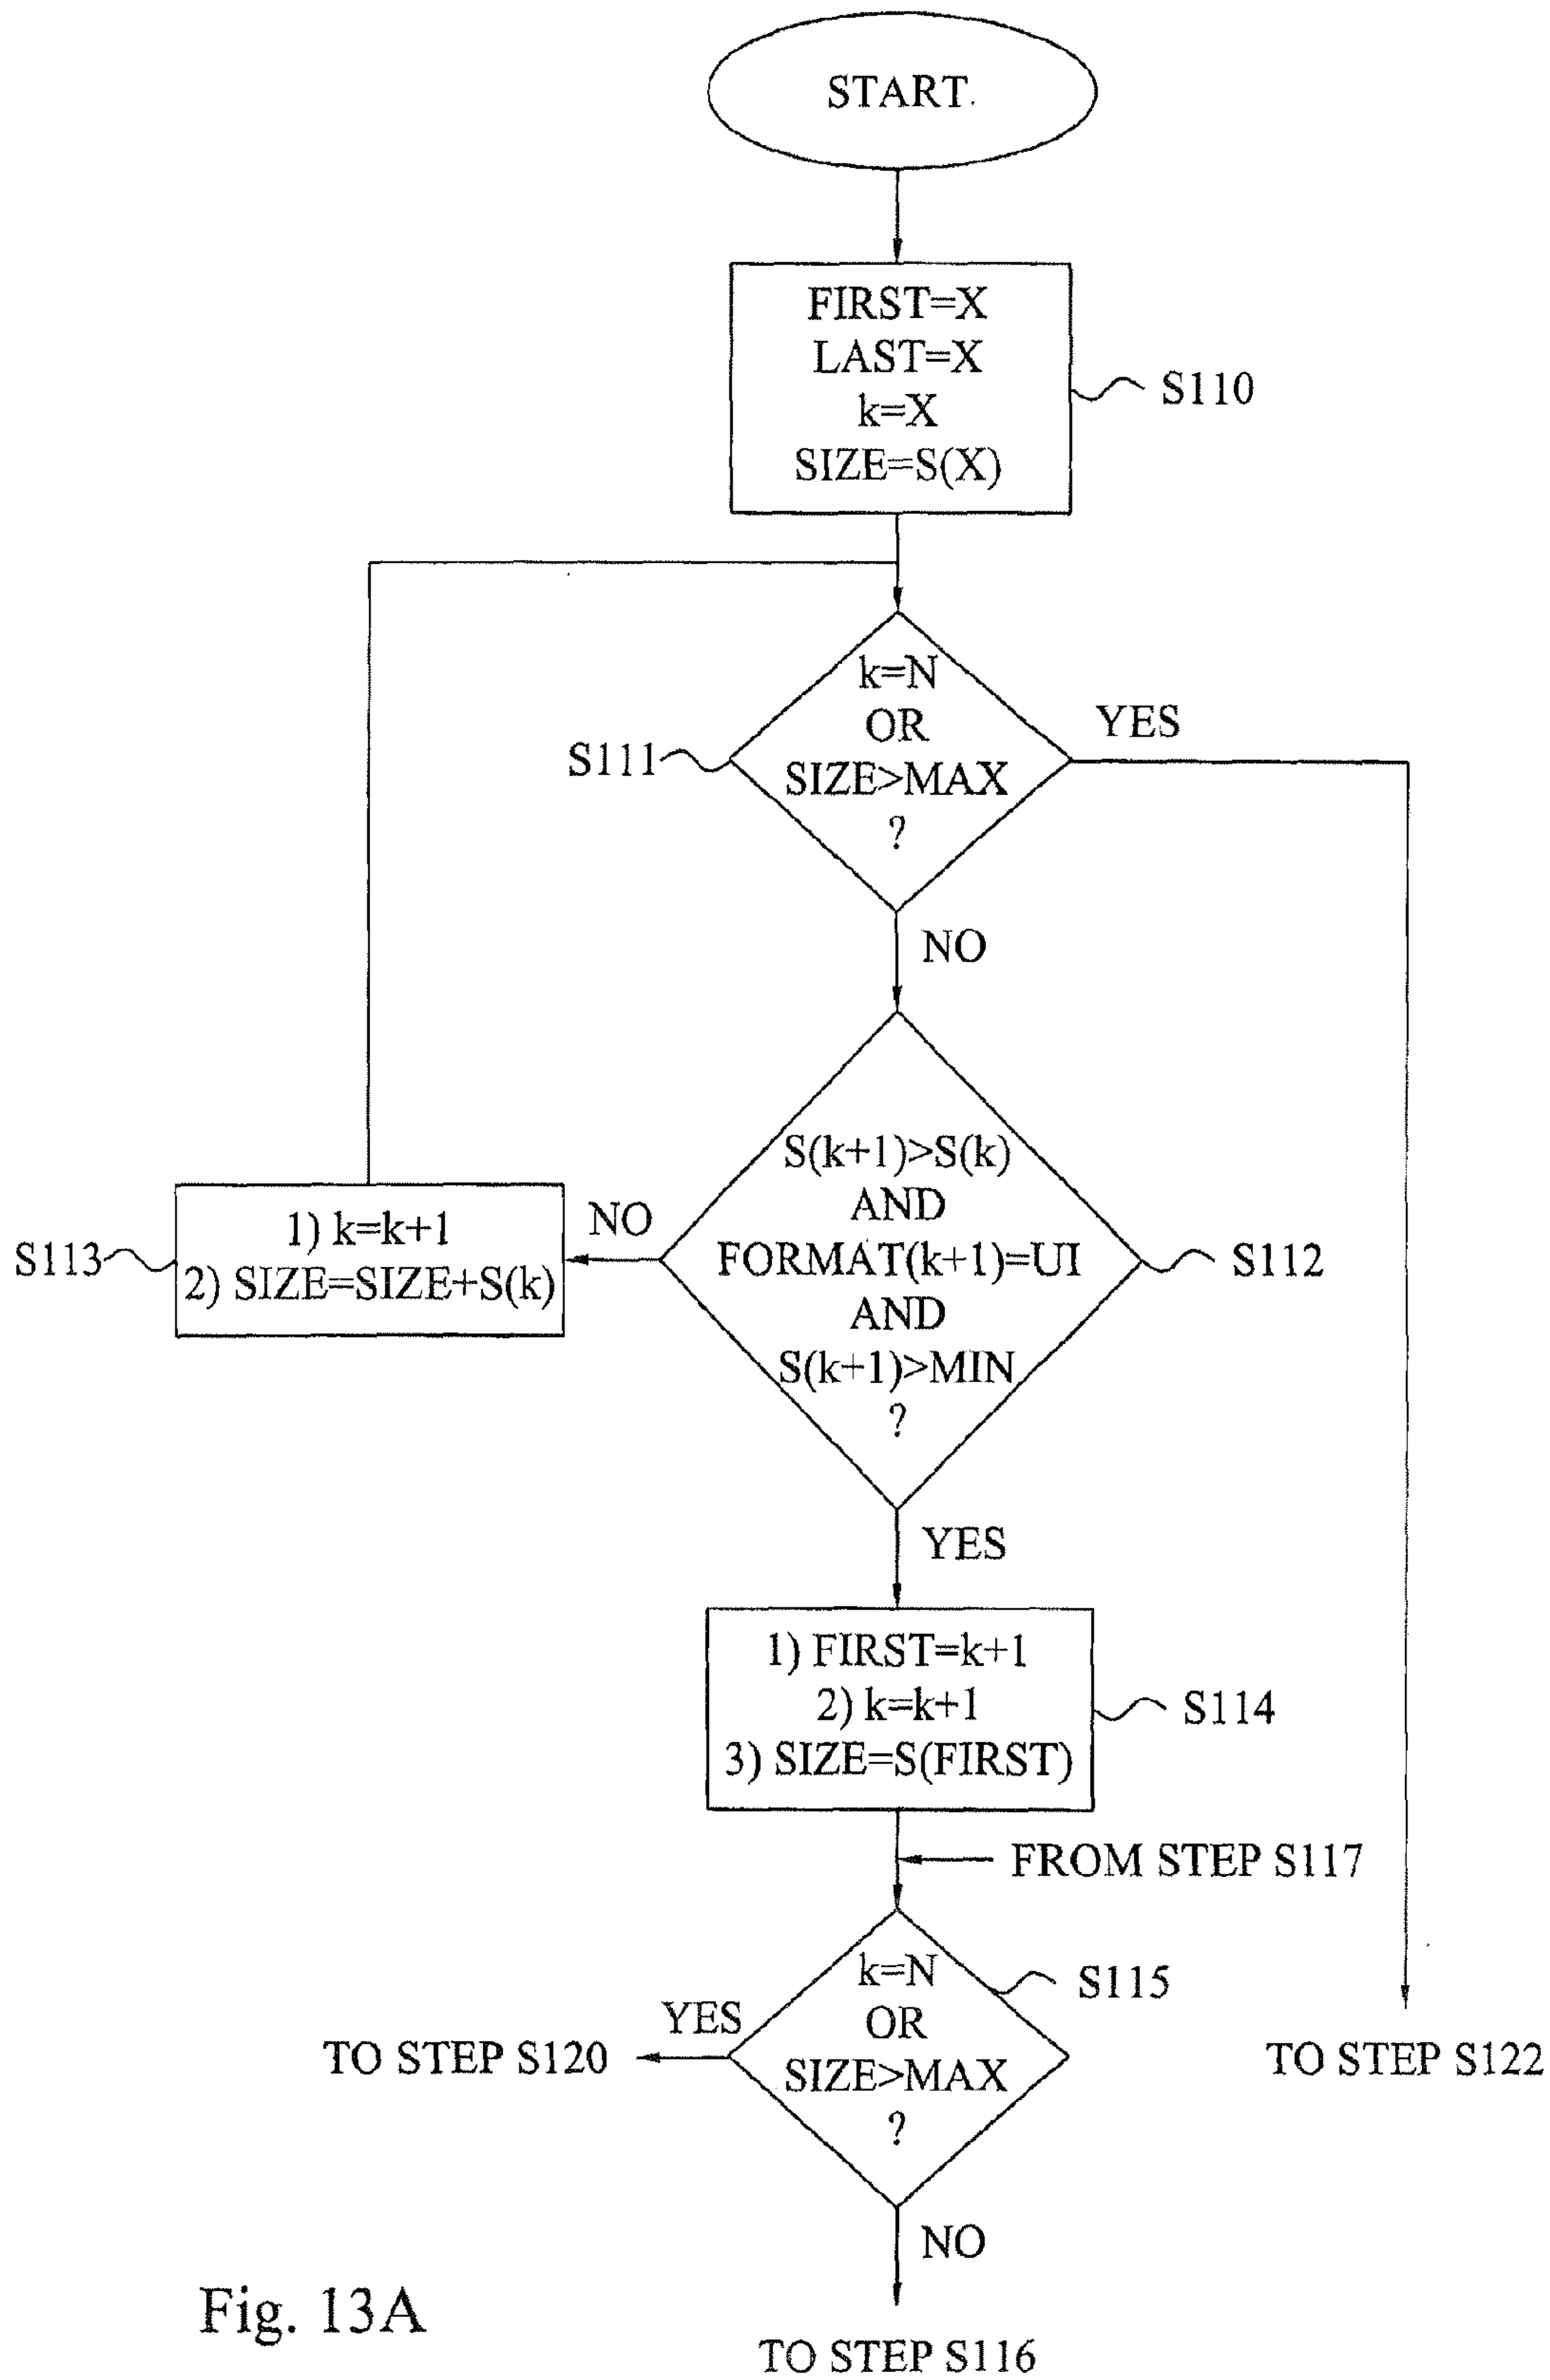 START
FIRST=X
LAST=X
k=X
SIZE=S(X)
S110
k=N
OR
SIZE>MAX
?
S111
YES
NO
S(k+1)>S(k)
AND
FORMAT(k+1)=UI
AND
S(k+1)>MIN
?
S112
NO
1) k=k+1
2) SIZE=SIZE+S(k)
S113
YES
1) FIRST=k+1
2) k=k+1
3) SIZE=S(FIRST)
S114
FROM STEP S117
k=N
OR
SIZE>MAX
?
S115
YES
TO STEP S120
TO STEP S122
NO
TO STEP S116
Fig. 13A